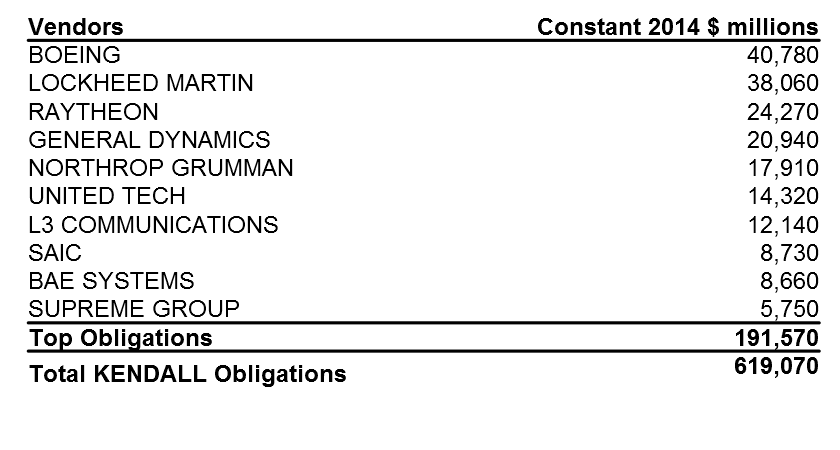 Vendors Constant 2014 $ millions
BOEING 40,780
LOCKHEED MARTIN 38,060
RAYTHEON 24,270
GENERAL DYNAMICS 20,940
NORTHROP GRUMMAN 17,910
UNITED TECH 14,320
L3 COMMUNICATIONS 12,140
SAIC 8,730
BAE SYSTEMS 8,660
SUPREME GROUP 5,750
Top Obligations 191,570
Total KENDALL Obligations 619,070